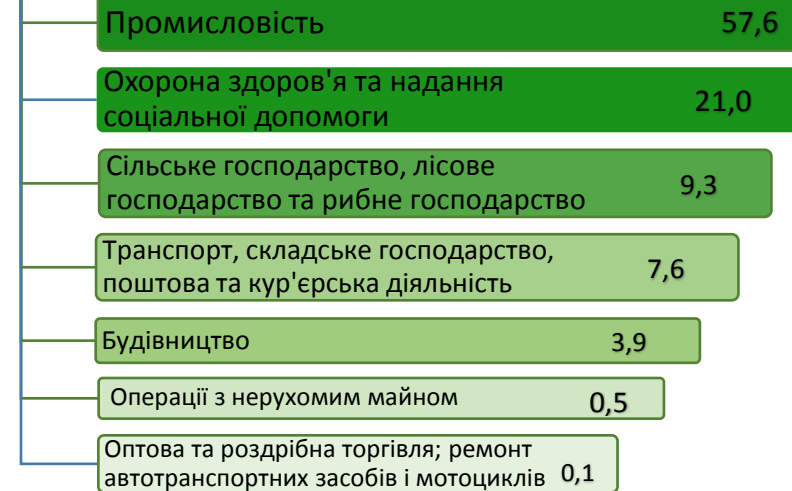 Промисловість 57,6
Охорона здоров'я та надання
соціальної допомоги 21,0
Сільське господарство, лісове
господарство та рибне господарство 9,3
Транспорт, складське господарство,
поштова та кур'єрська діяльність 7,6
Будівництво 3,9
Операції з нерухомим майном 0,5
Оптова та роздрібна торгівля; ремонт
автотранспортних засобів і мотоциклів 0,1